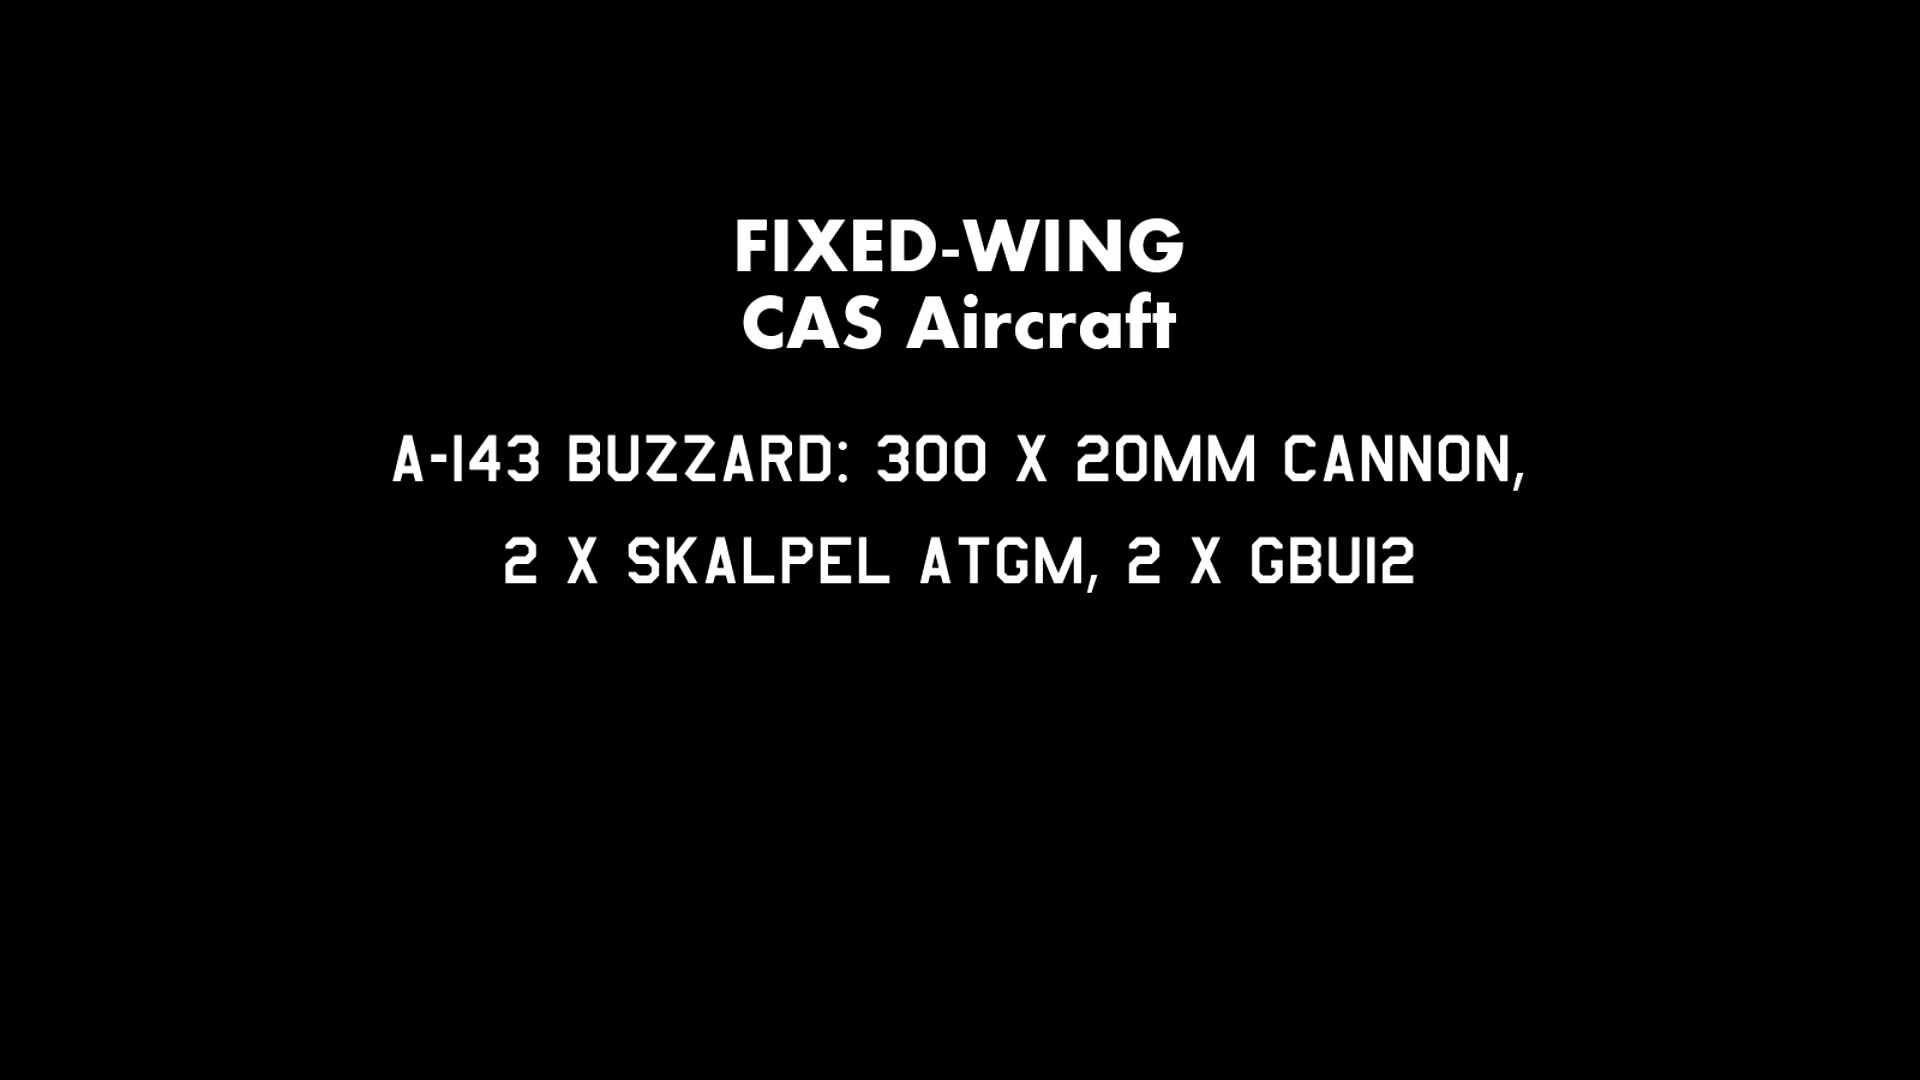 FIXED-WING
CAS Aircraft
A-143 BUZZARD: 300 X 20MM CANNON,
2 X SKALPEL ATGM, 2 X GBU12